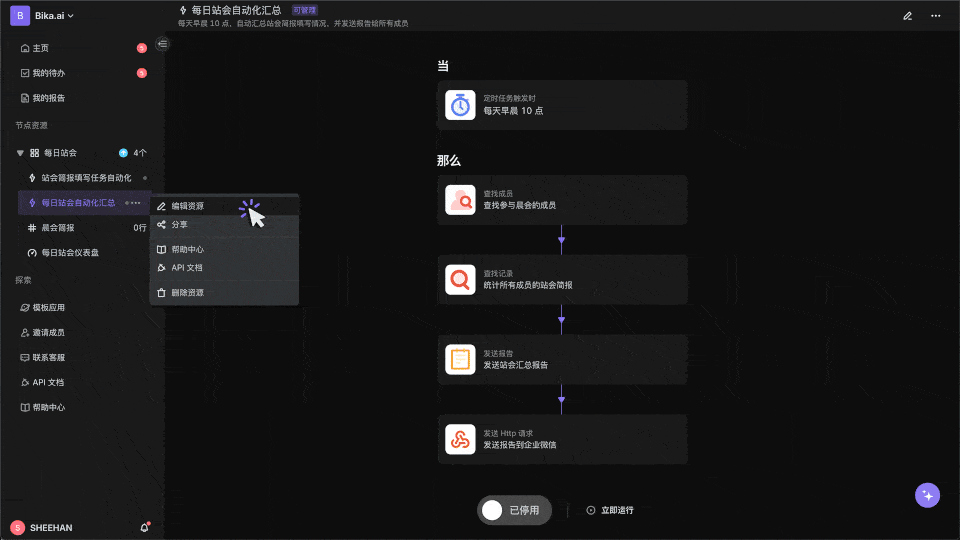 B Bika.ai
每日站会自动化汇总 可管理
每天早晨 10 点，自动汇总站会简报填写情况，并发送报告给所有成员
主页 5
我的待办 5
我的报告
节点资源
每日站会 4个
站会简报填写任务自动化
每日站会自动化汇总
晨会简报 0行
每日站会仪表盘
探索
模板应用
邀请成员
联系客服
API 文档
帮助中心
S SHEEHAN
编辑资源
分享
帮助中心
API 文档
删除资源
当
定时任务触发时
每天早晨 10 点
那么
查找成员
查找参与晨会的成员
查找记录
统计所有成员的站会简报
发送报告
发送站会汇总报告
发送 Http 请求
发送报告到企业微信
已停用
立即运行